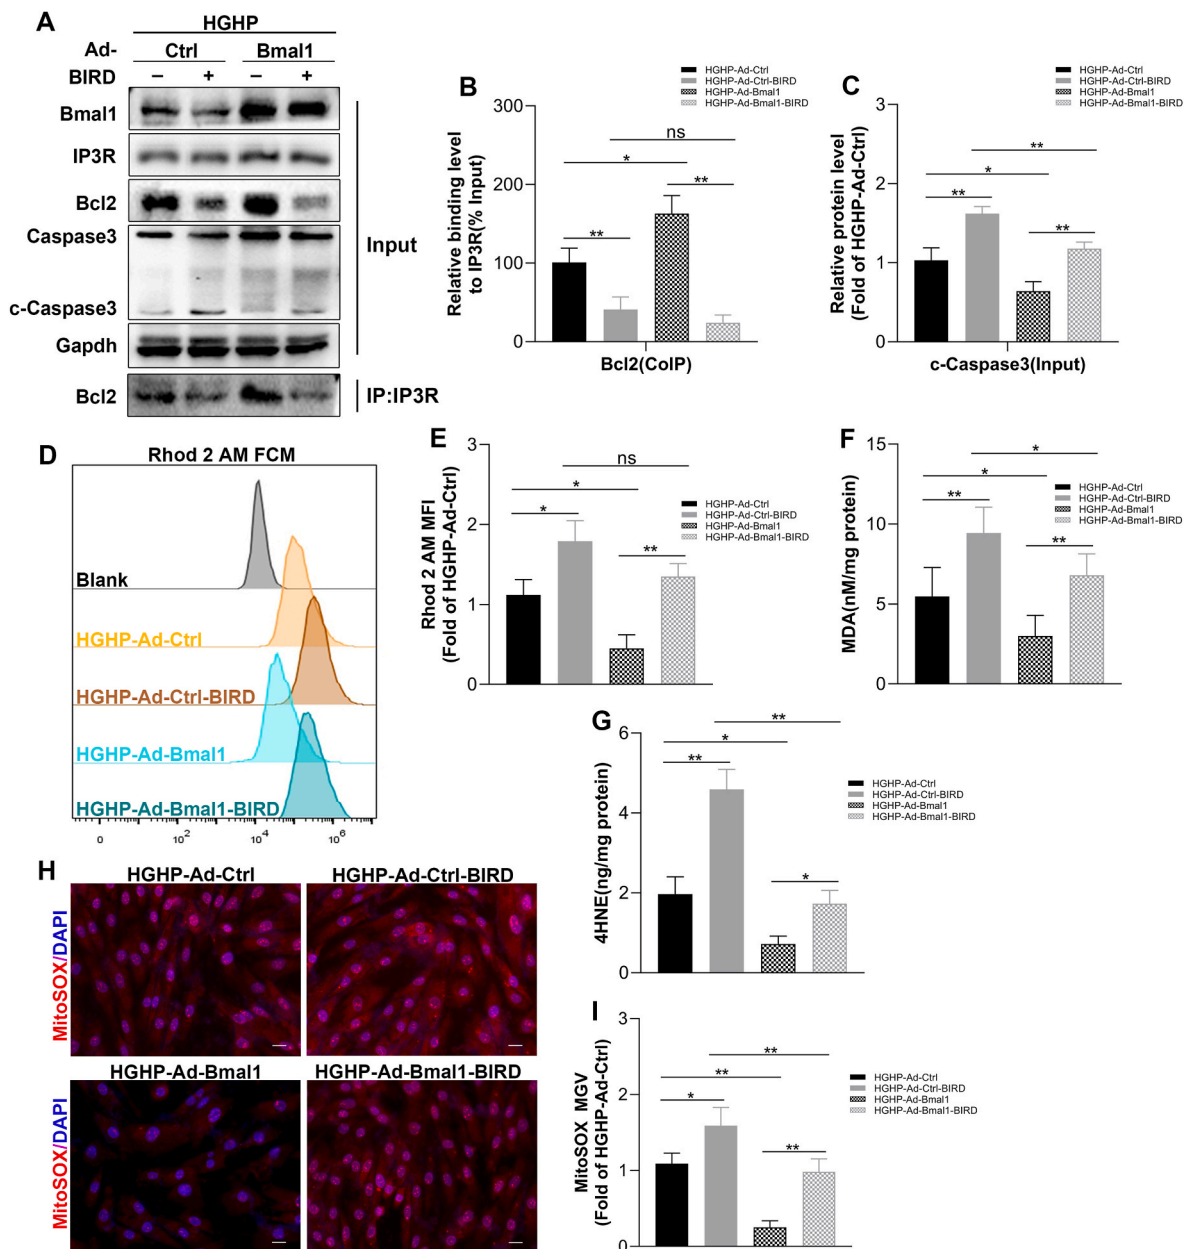 A
HGHP
Ad- Ctrl Bmal1
BIRD – + – +
Bmal1
IP3R
Bcl2
Caspase3
c-Caspase3
Gapdh
Input
Bcl2
IP:IP3R
B
HGHP-Ad-Ctrl
HGHP-Ad-Ctrl-BIRD
HGHP-Ad-Bmal1
HGHP-Ad-Bmal1-BIRD
Relative binding level
to IP3R(% Input)
300
200
100
0
ns
*
**
**
Bcl2(CoIP)
C
HGHP-Ad-Ctrl
HGHP-Ad-Ctrl-BIRD
HGHP-Ad-Bmal1
HGHP-Ad-Bmal1-BIRD
Relative protein level
(Fold of HGHP-Ad-Ctrl)
3
2
1
0
**
*
**
**
c-Caspase3(Input)
D
Rhod 2 AM FCM
Blank
HGHP-Ad-Ctrl
HGHP-Ad-Ctrl-BIRD
HGHP-Ad-Bmal1
HGHP-Ad-Bmal1-BIRD
0 10² 10⁴ 10⁶
E
Rhod 2 AM MFI
(Fold of HGHP-Ad-Ctrl)
3
2
1
0
ns
*
*
**
HGHP-Ad-Ctrl
HGHP-Ad-Ctrl-BIRD
HGHP-Ad-Bmal1
HGHP-Ad-Bmal1-BIRD
F
MDA(nM/mg protein)
15
10
5
0
*
*
**
**
HGHP-Ad-Ctrl
HGHP-Ad-Ctrl-BIRD
HGHP-Ad-Bmal1
HGHP-Ad-Bmal1-BIRD
G
4HNE(ng/mg protein)
6
4
2
0
**
*
**
*
HGHP-Ad-Ctrl
HGHP-Ad-Ctrl-BIRD
HGHP-Ad-Bmal1
HGHP-Ad-Bmal1-BIRD
H
HGHP-Ad-Ctrl HGHP-Ad-Ctrl-BIRD
MitoSOX/DAPI
HGHP-Ad-Bmal1 HGHP-Ad-Bmal1-BIRD
MitoSOX/DAPI
I
MitoSOX MGV
(Fold of HGHP-Ad-Ctrl)
3
2
1
0
**
**
*
**
HGHP-Ad-Ctrl
HGHP-Ad-Ctrl-BIRD
HGHP-Ad-Bmal1
HGHP-Ad-Bmal1-BIRD